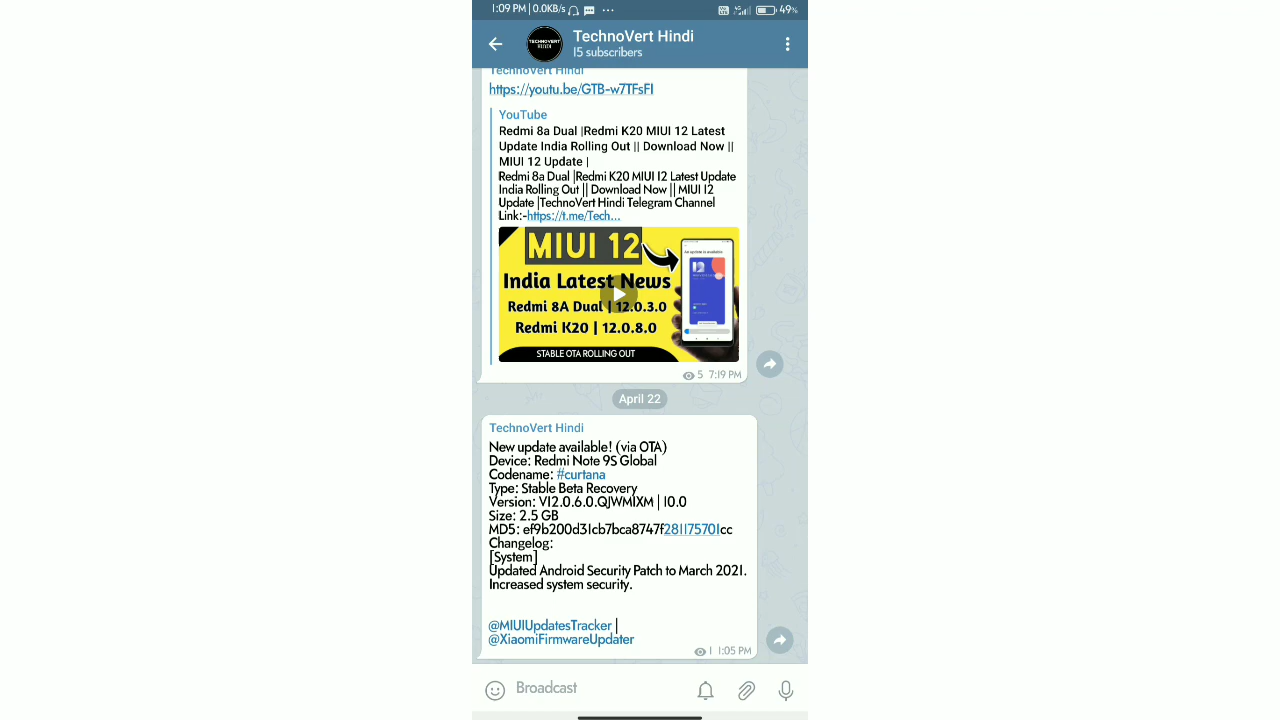 1:09 PM | 0.0KB/s ...
49%
TECHNOVERT
HINDI
TechnoVert Hindi
15 subscribers
TechnoVert Hindi
https://youtu.be/GTB-w7TFsFI
YouTube
Redmi 8a Dual |Redmi K20 MIUI 12 Latest
Update India Rolling Out || Download Now ||
MIUI 12 Update |
Redmi 8a Dual |Redmi K20 MIUI 12 Latest Update
India Rolling Out || Download Now || MIUI 12
Update |TechnoVert Hindi Telegram Channel
Link:-https://t.me/Tech...
MIUI 12
India Latest News
Redmi 8A Dual | 12.0.3.0
Redmi K20 | 12.0.8.0
STABLE OTA ROLLING OUT
5 7:19 PM
April 22
TechnoVert Hindi
New update available! (via OTA)
Device: Redmi Note 9S Global
Codename: #curtana
Type: Stable Beta Recovery
Version: V12.0.6.0.QJWMIXM | 10.0
Size: 2.5 GB
MD5: ef9b200d31cb7bca8747f281175701cc
Changelog:
[System]
Updated Android Security Patch to March 2021.
Increased system security.
@MIUIUpdatesTracker |
@XiaomiFirmwareUpdater
1 1:05 PM
Broadcast